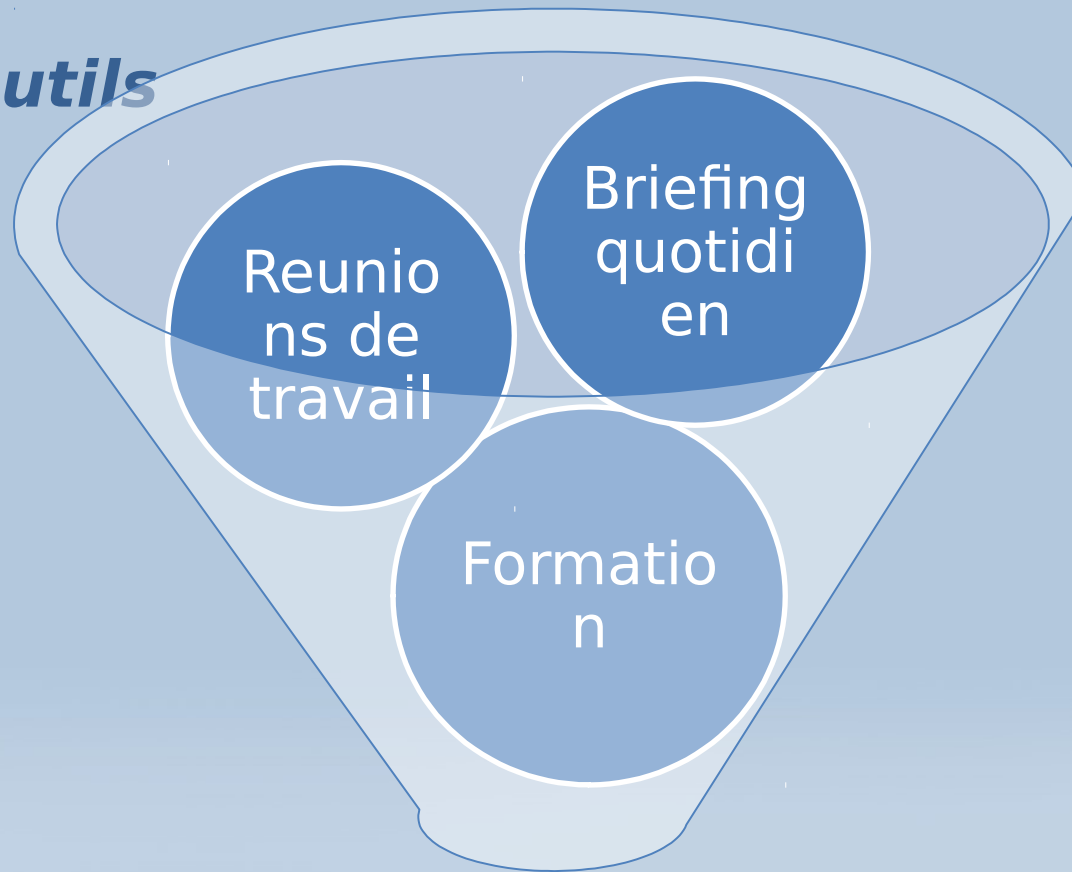 utils
Briefing
quotidi
en
Reunio
ns de
travail
Formatio
n